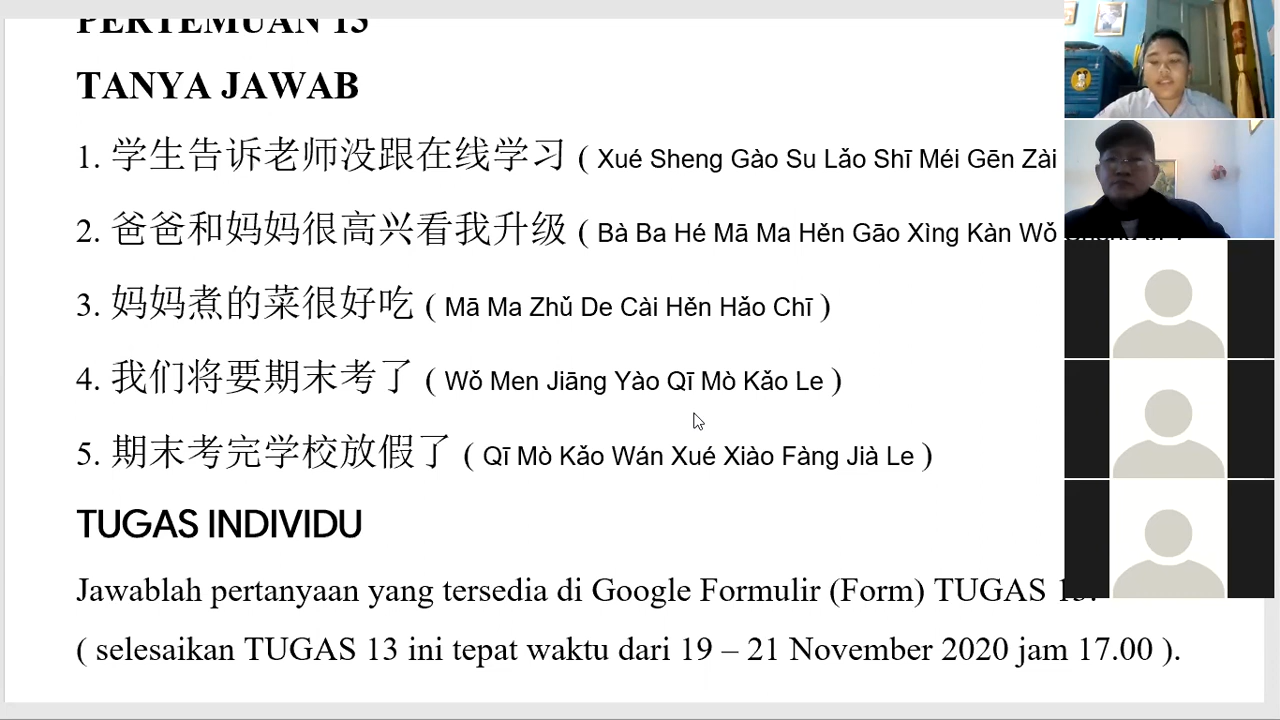 PERTEMUAN 13
TANYA JAWAB
1. 学生告诉老师没跟在线学习 ( Xué Sheng Gào Su Lǎo Shī Méi Gēn Zài
2. 爸爸和妈妈很高兴看我升级 ( Bà Ba Hé Mā Ma Hěn Gāo Xìng Kàn Wǒ
3. 妈妈煮的菜很好吃 ( Mā Ma Zhǔ De Cài Hěn Hǎo Chī )
4. 我们将要期末考了 ( Wǒ Men Jiāng Yào Qī Mò Kǎo Le )
5. 期末考完学校放假了 ( Qī Mò Kǎo Wán Xué Xiào Fàng Jià Le )
TUGAS INDIVIDU
Jawablah pertanyaan yang tersedia di Google Formulir (Form) TUGAS 13.
( selesaikan TUGAS 13 ini tepat waktu dari 19 – 21 November 2020 jam 17.00 ).